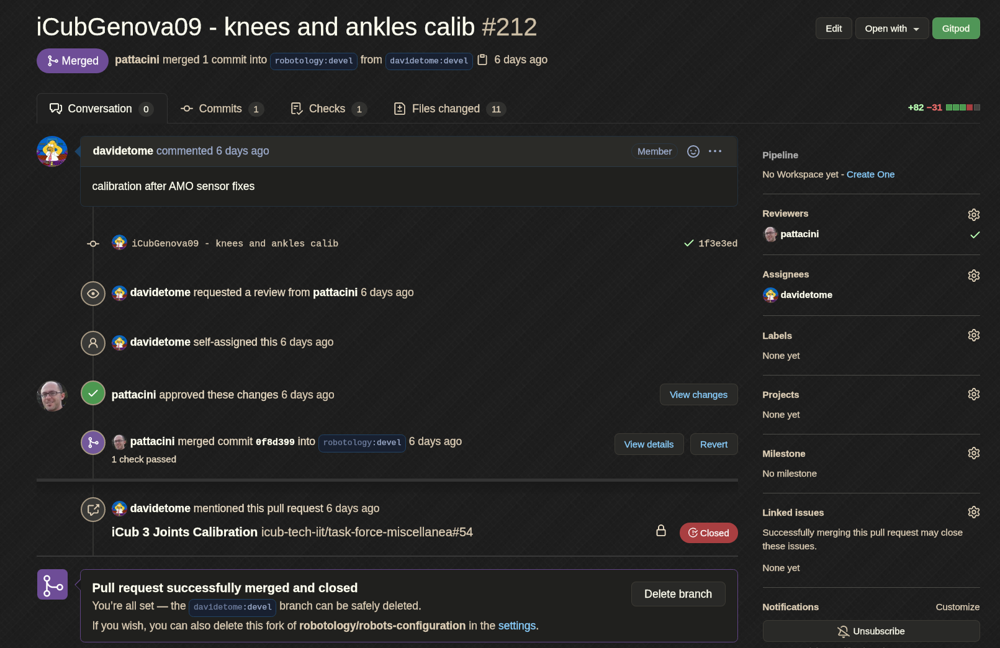 iCubGenova09 - knees and ankles calib #212
Edit
Open with
Gitpod
Merged
pattacini merged 1 commit into robotology:devel from davidetome:devel 6 days ago
Conversation 0
Commits 1
Checks 1
Files changed 11
+82 −31
davidetome commented 6 days ago
Member
calibration after AMO sensor fixes
iCubGenova09 - knees and ankles calib
1f3e3ed
davidetome requested a review from pattacini 6 days ago
davidetome self-assigned this 6 days ago
pattacini approved these changes 6 days ago
View changes
pattacini merged commit 0f8d399 into robotology:devel 6 days ago
View details
Revert
1 check passed
davidetome mentioned this pull request 6 days ago
iCub 3 Joints Calibration icub-tech-iit/task-force-miscellanea#54
Closed
Pull request successfully merged and closed
You're all set — the davidetome:devel branch can be safely deleted.
If you wish, you can also delete this fork of robotology/robots-configuration in the settings.
Delete branch
Pipeline
No Workspace yet - Create One
Reviewers
pattacini
Assignees
davidetome
Labels
None yet
Projects
None yet
Milestone
No milestone
Linked issues
Successfully merging this pull request may close
these issues.
None yet
Notifications
Customize
Unsubscribe